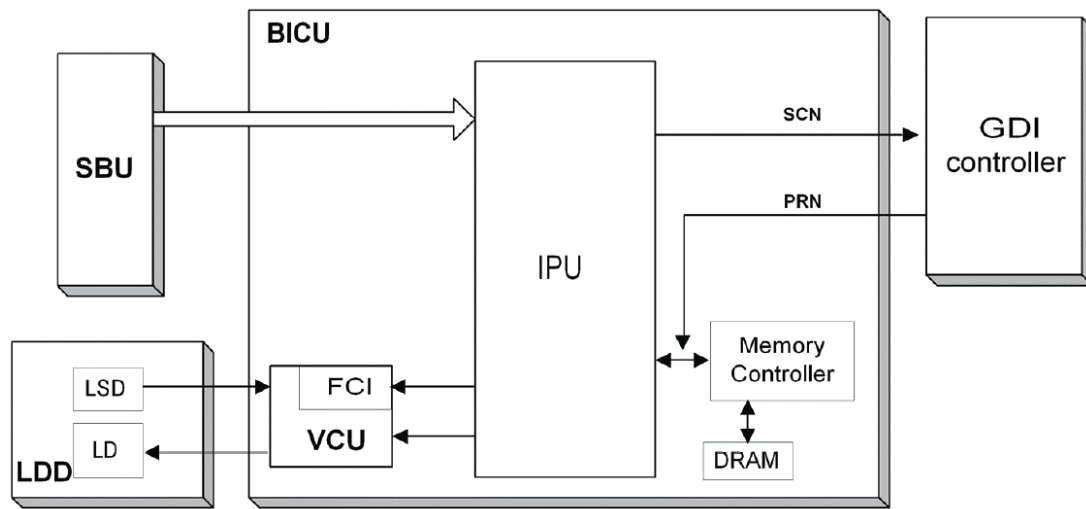 BICU
SBU
SCN
GDI
controller
PRN
IPU
Memory
Controller
LSD
FCI
VCU
LD
LDD
DRAM